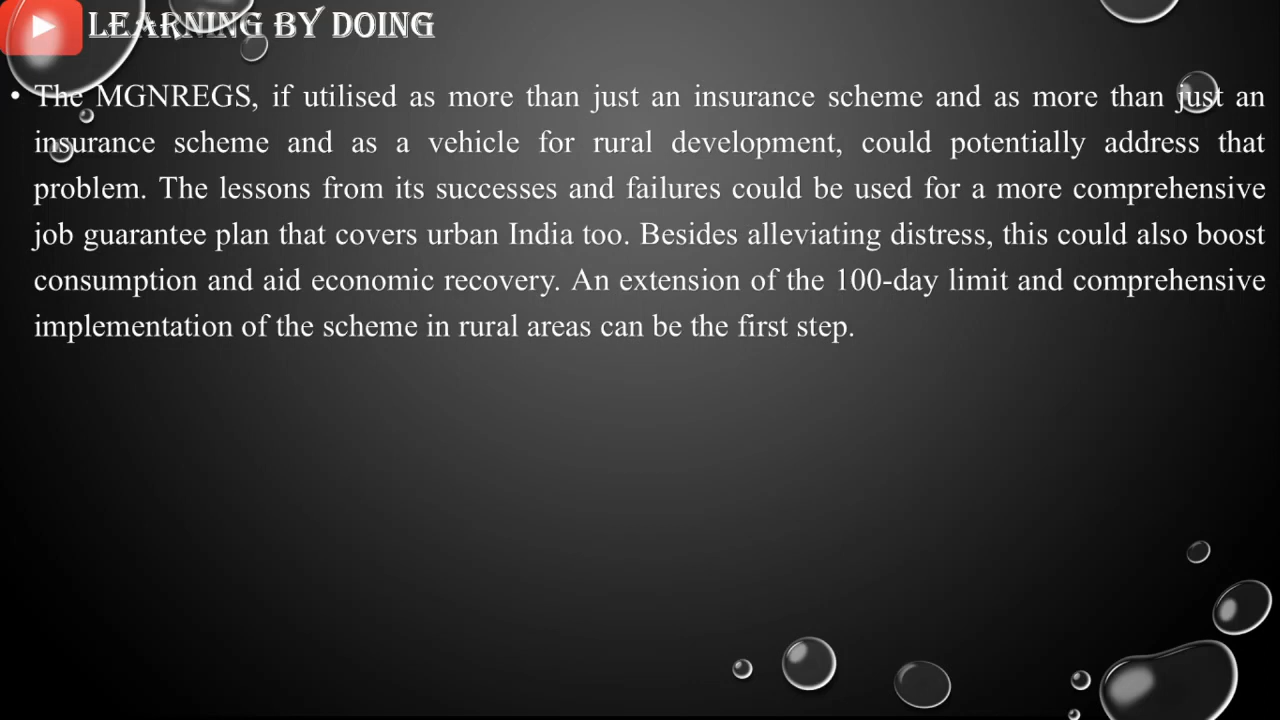 LEARNING BY DOING
• The MGNREGS, if utilised as more than just an insurance scheme and as more than just an
insurance scheme and as a vehicle for rural development, could potentially address that
problem. The lessons from its successes and failures could be used for a more comprehensive
job guarantee plan that covers urban India too. Besides alleviating distress, this could also boost
consumption and aid economic recovery. An extension of the 100-day limit and comprehensive
implementation of the scheme in rural areas can be the first step.